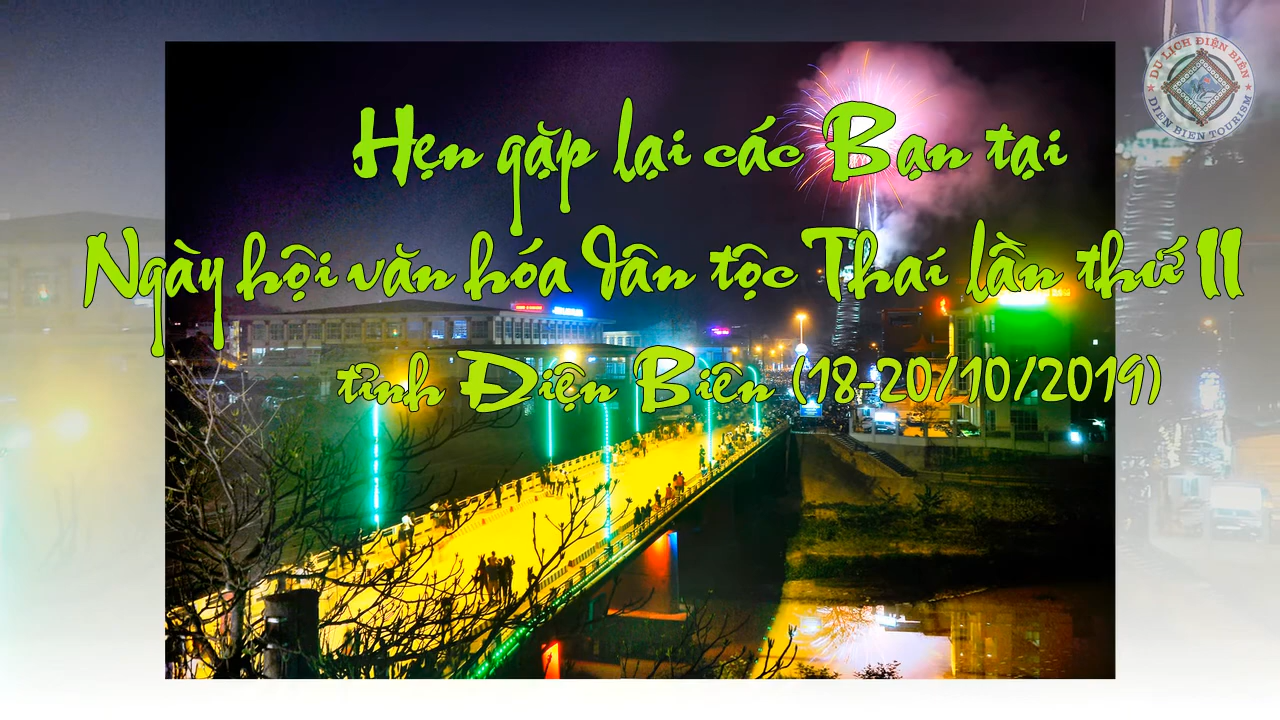 DU LỊCH ĐIỆN BIÊN
DIEN BIEN TOURISM
Hẹn gặp lại các Bạn tại
Ngày hội văn hóa dân tộc Thái lần thứ II
tỉnh Điện Biên (18-20/10/2019)